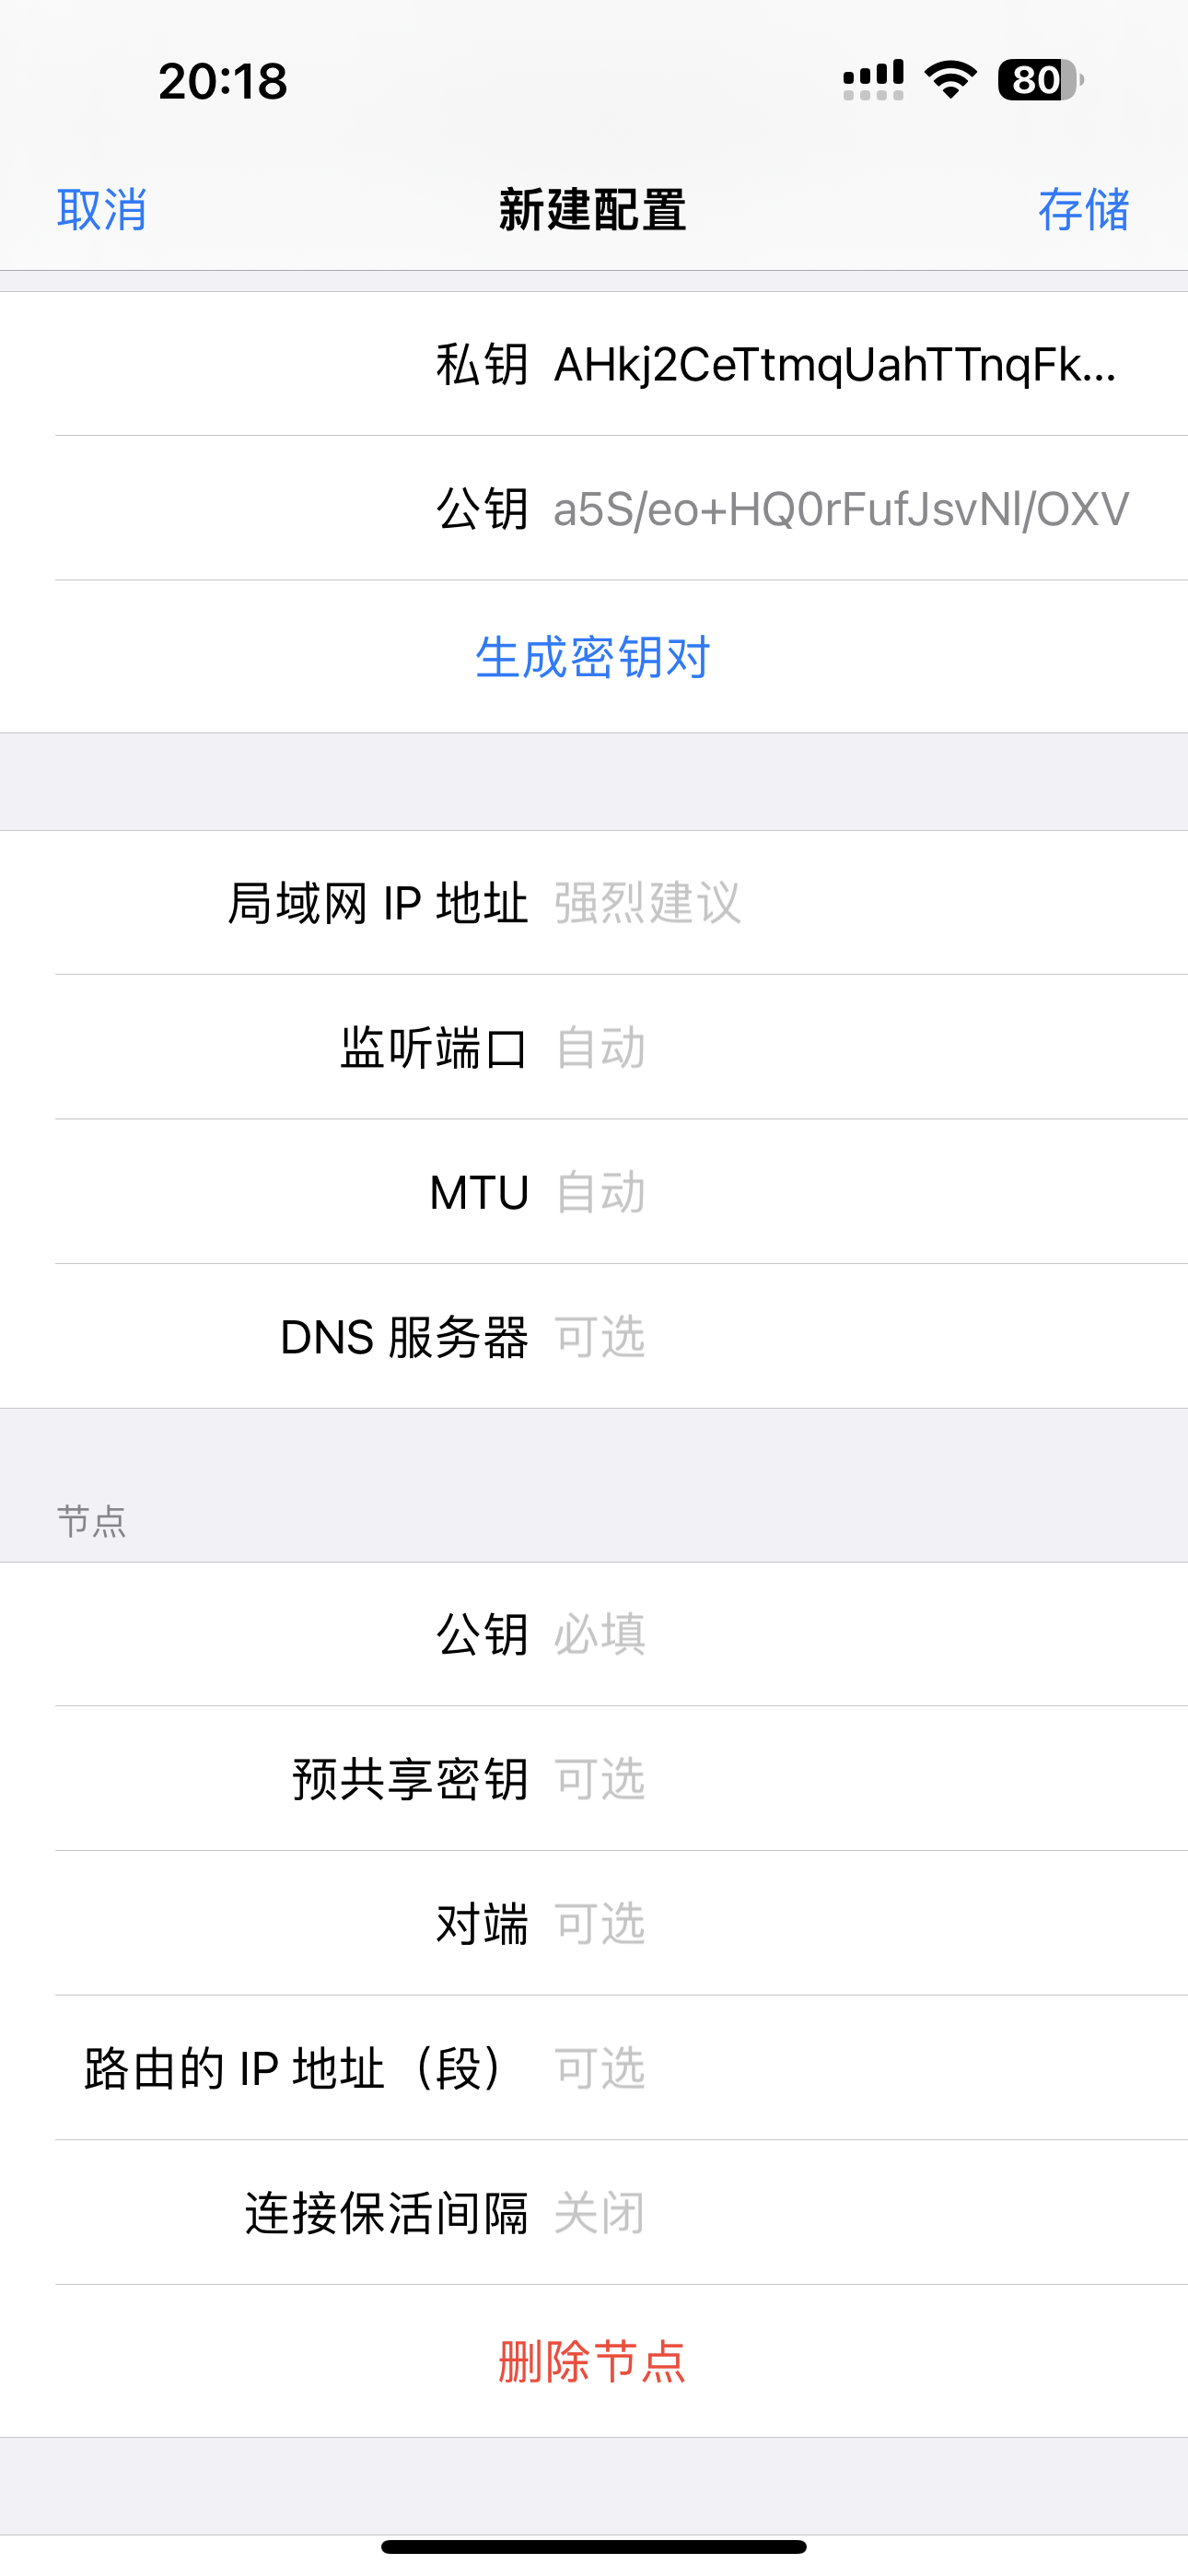 20:18
80
取消 新建配置 存储
私钥 AHkj2CeTtmqUahTTnqFk...
公钥 a5S/eo+HQ0rFufJsvNl/OXV
生成密钥对
局域网 IP 地址 强烈建议
监听端口 自动
MTU 自动
DNS 服务器 可选
节点
公钥 必填
预共享密钥 可选
对端 可选
路由的 IP 地址（段） 可选
连接保活间隔 关闭
删除节点